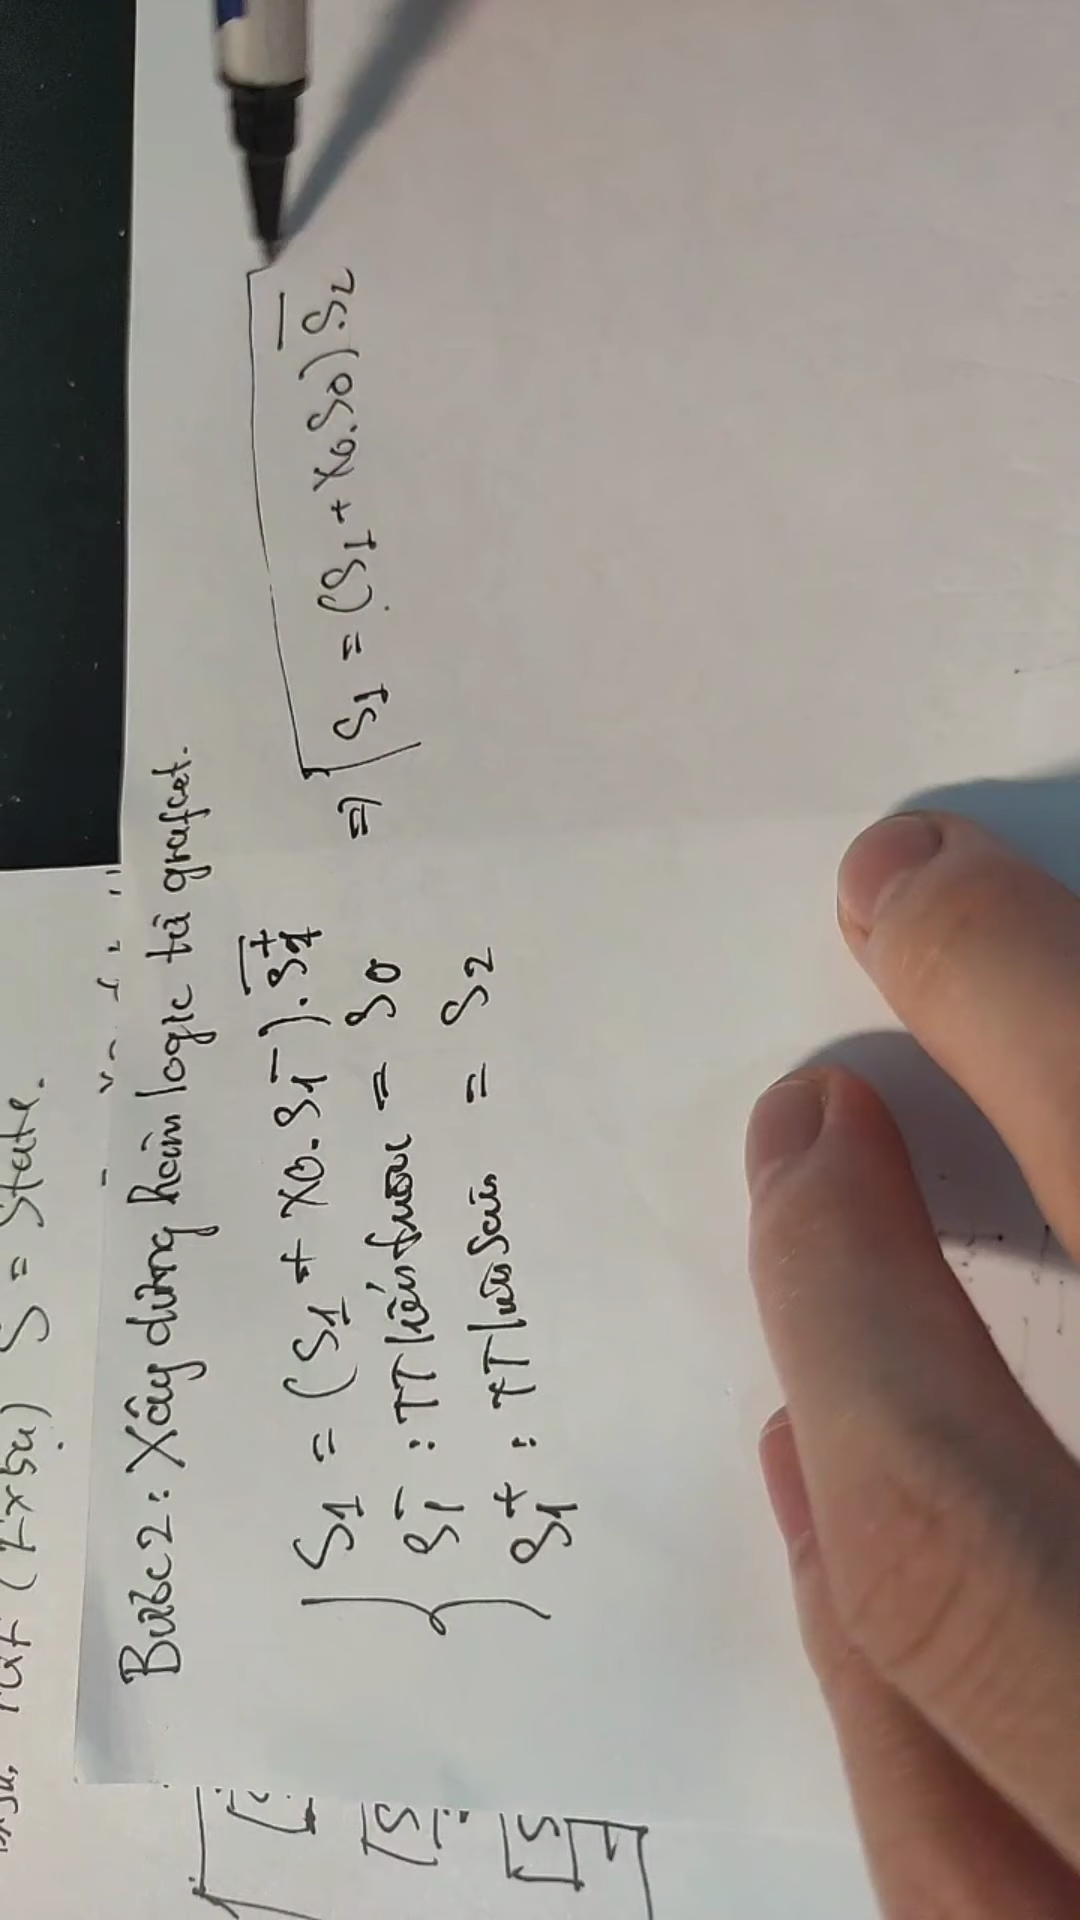 S = State.
Bước 2: Xây dựng hàm logic từ grafcet.
S1 = (S1 + X0.S1⁻).S̅1̅⁺ ⇒ S1 = (S1 + X0.S0).S̅2̅
S1⁻: TT liền trước = S0
S1⁺: TT liền sau = S2